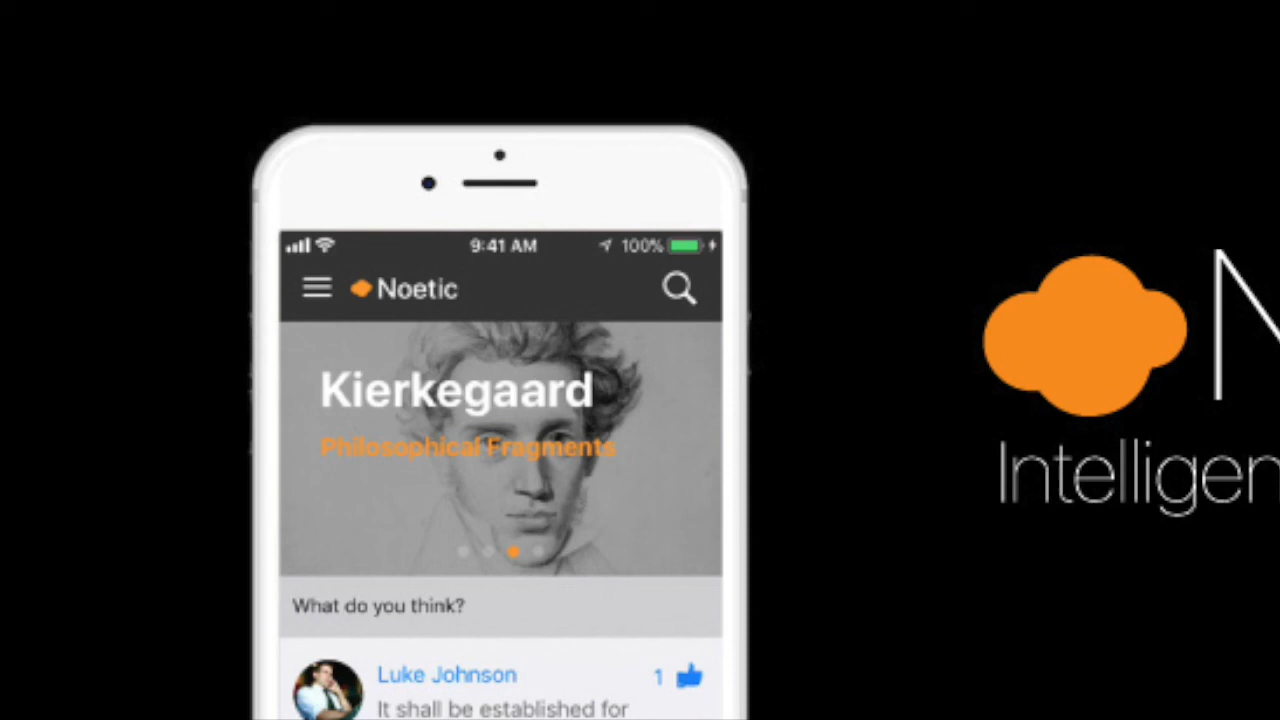 9:41 AM 100%
Noetic
Kierkegaard
Philosophical Fragments
What do you think?
Luke Johnson 1
It shall be established for
N
Intelligen